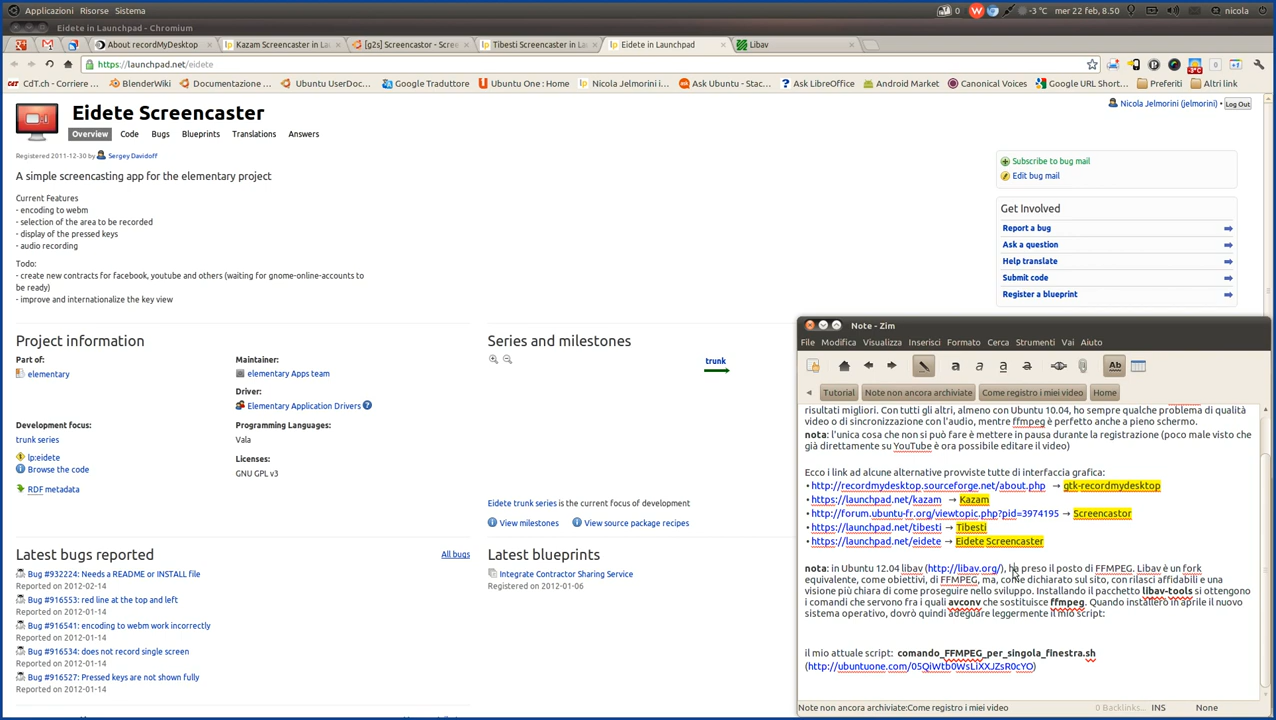 Applicazioni Risorse Sistema
0
-3 °C
mer 22 feb, 8.50
nicola
Eidete in Launchpad - Chromium
About recordMyDesktop
Kazam Screencaster in La
[g2s] Screencastor - Scree
Tibesti Screencaster in La
Eidete in Launchpad
Libav
https://launchpad.net/eidete
CdT.ch - Corriere ...
BlenderWiki
Documentazione ...
Ubuntu UserDoc...
Google Traduttore
Ubuntu One : Home
Nicola Jelmorini i...
Ask Ubuntu - Stac...
Ask LibreOffice
Android Market
Canonical Voices
Google URL Short...
Preferiti
Altri link
Eidete Screencaster
Nicola Jelmorini (jelmorini) • Log Out
Overview Code Bugs Blueprints Translations Answers
Registered 2011-12-30 by Sergey Davidoff
A simple screencasting app for the elementary project
Current Features
- encoding to webm
- selection of the area to be recorded
- display of the pressed keys
- audio recording
Todo:
- create new contracts for facebook, youtube and others (waiting for gnome-online-accounts to
be ready)
- improve and internationalize the key view
Subscribe to bug mail
Edit bug mail
Get Involved
Report a bug
Ask a question
Help translate
Submit code
Register a blueprint
Project information
Part of:
elementary
Maintainer:
elementary Apps team
Driver:
Elementary Application Drivers
Development focus:
trunk series
Programming Languages:
Vala
lp:eidete
Browse the code
Licenses:
GNU GPL v3
RDF metadata
Series and milestones
trunk
Eidete trunk series is the current focus of development.
View milestones
View source package recipes
Latest bugs reported
All bugs
Bug #932224: Needs a README or INSTALL file
Reported on 2012-02-14
Bug #916553: red line at the top and left
Reported on 2012-01-14
Bug #916541: encoding to webm work incorrectly
Reported on 2012-01-14
Bug #916534: does not record single screen
Reported on 2012-01-14
Bug #916527: Pressed keys are not shown fully
Reported on 2012-01-14
Latest blueprints
Integrate Contractor Sharing Service
Registered on 2012-01-13
Note - Zim
File Modifica Visualizza Inserisci Formato Cerca Strumenti Vai Aiuto
Tutorial
Note non ancora archiviate
Come registro i miei video
Home
risultati migliori. Con tutti gli altri, almeno con Ubuntu 10.04, ho sempre qualche problema di qualità
video o di sincronizzazione con l'audio, mentre ffmpeg è perfetto anche a pieno schermo.
nota: l'unica cosa che non si può fare è mettere in pausa durante la registrazione (poco male visto che
già direttamente su YouTube è ora possibile editare il video)
Ecco i link ad alcune alternative provviste tutte di interfaccia grafica:
• http://recordmydesktop.sourceforge.net/about.php → gtk-recordmydesktop
• https://launchpad.net/kazam → Kazam
• http://forum.ubuntu-fr.org/viewtopic.php?pid=3974195 → Screencastor
• https://launchpad.net/tibesti → Tibesti
• https://launchpad.net/eidete → Eidete Screencaster
nota: in Ubuntu 12.04 libav (http://libav.org/), ha preso il posto di FFMPEG. Libav è un fork
equivalente, come obiettivi, di FFMPEG, ma, come dichiarato sul sito, con rilasci affidabili e una
visione più chiara di come proseguire nello sviluppo. Installando il pacchetto libav-tools si ottengono
i comandi che servono fra i quali avconv che sostituisce ffmpeg. Quando installerò in aprile il nuovo
sistema operativo, dovrò quindi adeguare leggermente il mio script:
il mio attuale script: comando_FFMPEG_per_singola_finestra.sh
(http://ubuntuone.com/05QiWtb0WsLiXXJZsR0cYO)
Note non ancora archiviate:Come registro i miei video
0 Backlinks...
INS
None